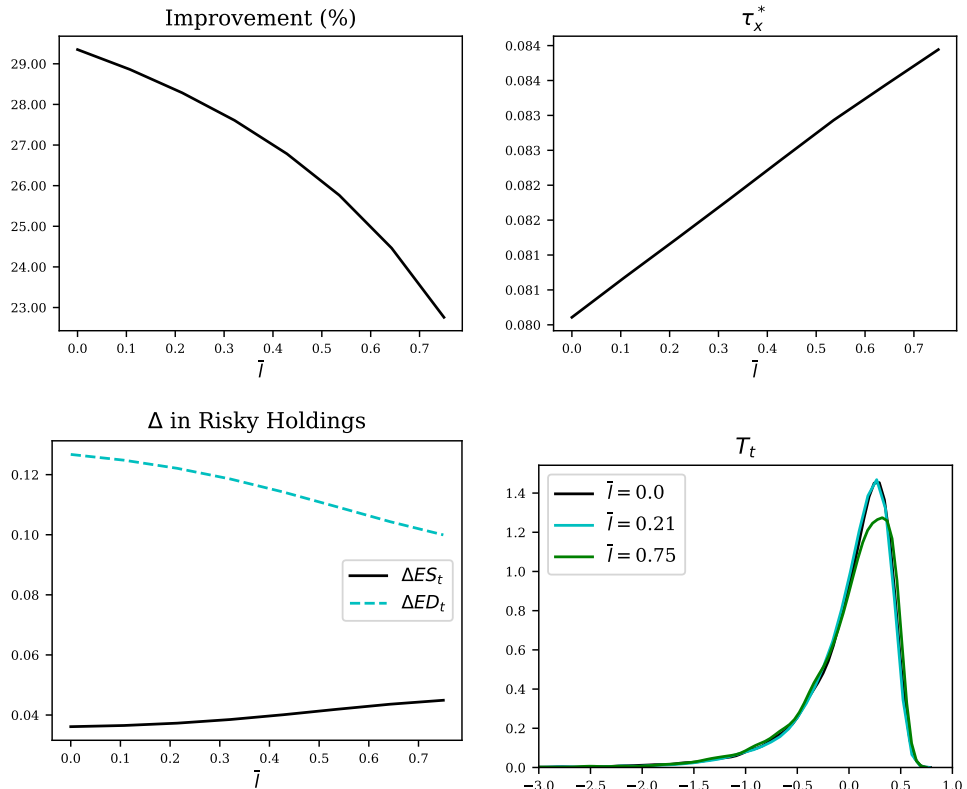 Improvement (%)
29.00
28.00
27.00
26.00
25.00
24.00
23.00
0.0 0.1 0.2 0.3 0.4 0.5 0.6 0.7
l̄
τ*ₓ
0.084
0.083
0.083
0.082
0.082
0.081
0.081
0.080
0.0 0.1 0.2 0.3 0.4 0.5 0.6 0.7
l̄
Δ in Risky Holdings
0.12
0.10
0.08
0.06
0.04
ΔESₜ
ΔEDₜ
0.0 0.1 0.2 0.3 0.4 0.5 0.6 0.7
l̄
Tₜ
1.4
1.2
1.0
0.8
0.6
0.4
0.2
0.0
l̄ = 0.0
l̄ = 0.21
l̄ = 0.75
−3.0 −2.5 −2.0 −1.5 −1.0 −0.5 0.0 0.5 1.0